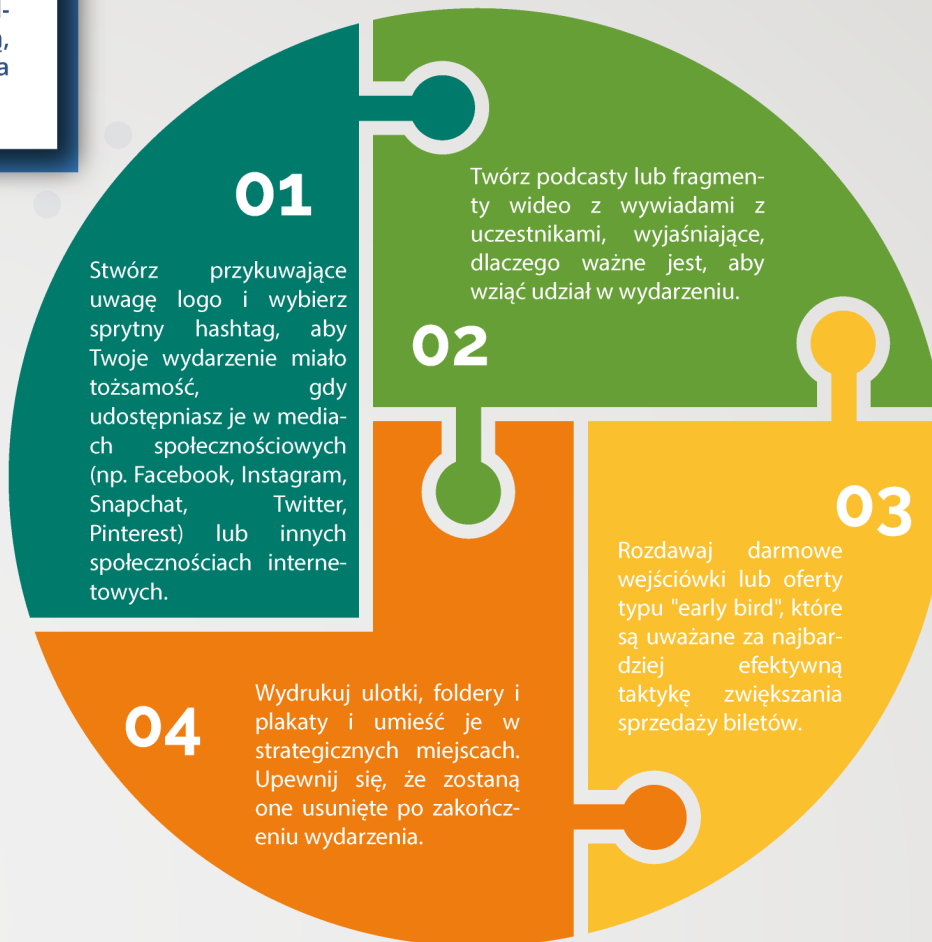 ą,
a
01
Stwórz przykuwające
uwagę logo i wybierz
sprytny hashtag, aby
Twoje wydarzenie miało
tożsamość, gdy
udostępniasz je w media-
ch społecznościowych
(np. Facebook, Instagram,
Snapchat, Twitter,
Pinterest) lub innych
społecznościach interne-
towych.
Twórz podcasty lub fragmen-
ty wideo z wywiadami z
uczestnikami, wyjaśniające,
dlaczego ważne jest, aby
wziąć udział w wydarzeniu.
02
03
Rozdawaj darmowe
wejściówki lub oferty
typu "early bird", które
są uważane za najbar-
dziej efektywną
taktykę zwiększania
sprzedaży biletów.
04
Wydrukuj ulotki, foldery i
plakaty i umieść je w
strategicznych miejscach.
Upewnij się, że zostaną
one usunięte po zakończ-
eniu wydarzenia.